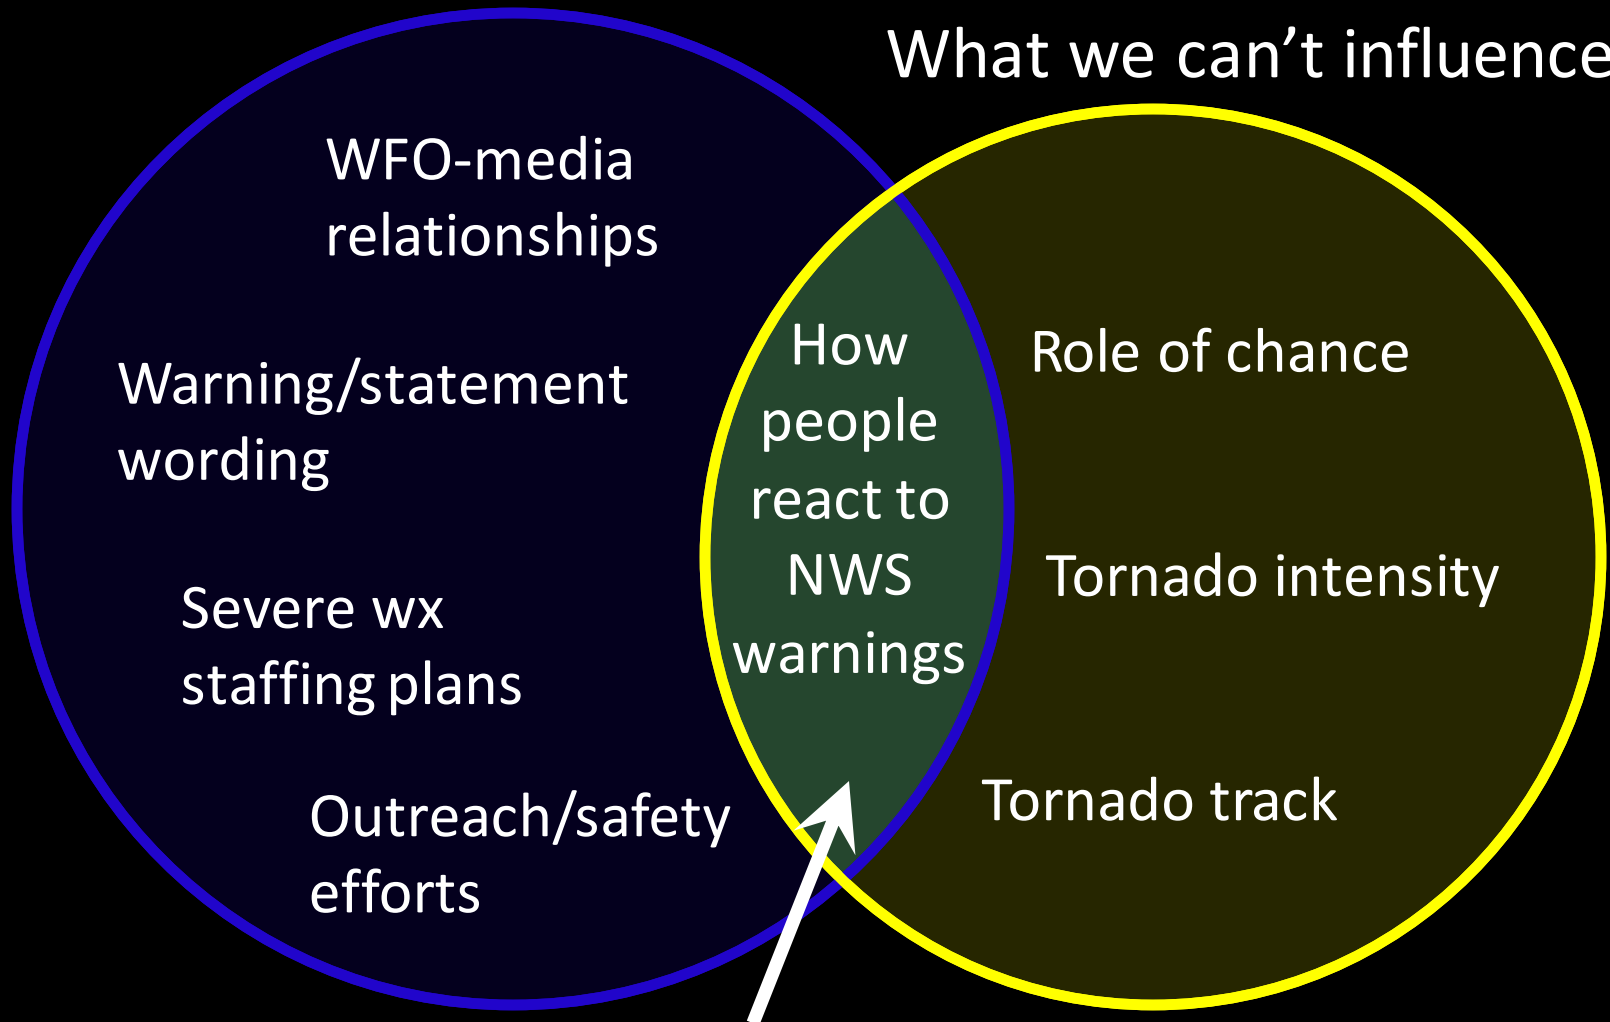 What we can’t influence
WFO-media
relationships
Warning/statement
wording
Severe wx
staffing plans
Outreach/safety
efforts
How
people
react to
NWS
warnings
Role of chance
Tornado intensity
Tornado track